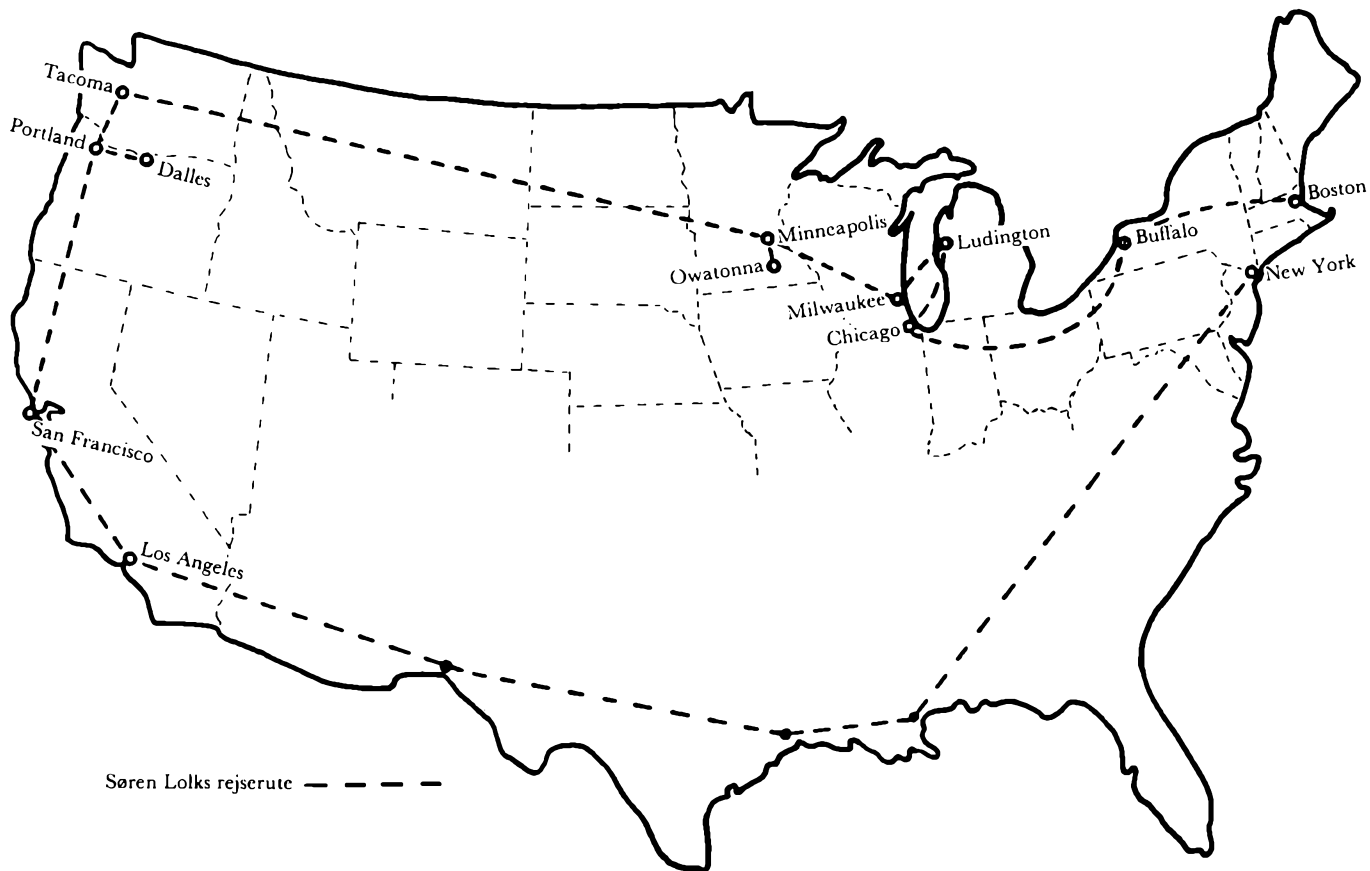 Tacoma
Portland
Dalles
Minneapolis
Owatonna
Ludington
Buffalo
Boston
New York
Milwaukee
Chicago
San Francisco
Los Angeles
Søren Lolks rejserute